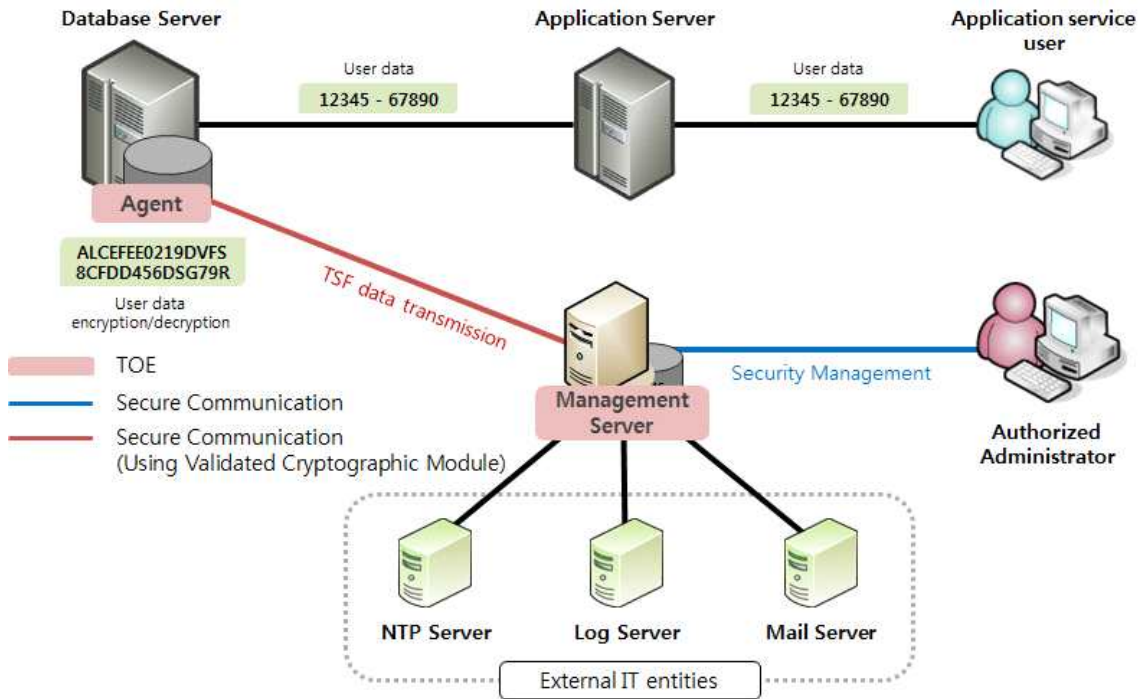 Database Server
Application Server
Application service
user
User data
12345 - 67890
User data
12345 - 67890
Agent
ALCEFEE0219DVFS
8CFDD456DSG79R
User data
encryption/decryption
TSF data transmission
TOE
Secure Communication
Secure Communication
(Using Validated Cryptographic Module)
Security Management
Management
Server
Authorized
Administrator
NTP Server
Log Server
Mail Server
External IT entities